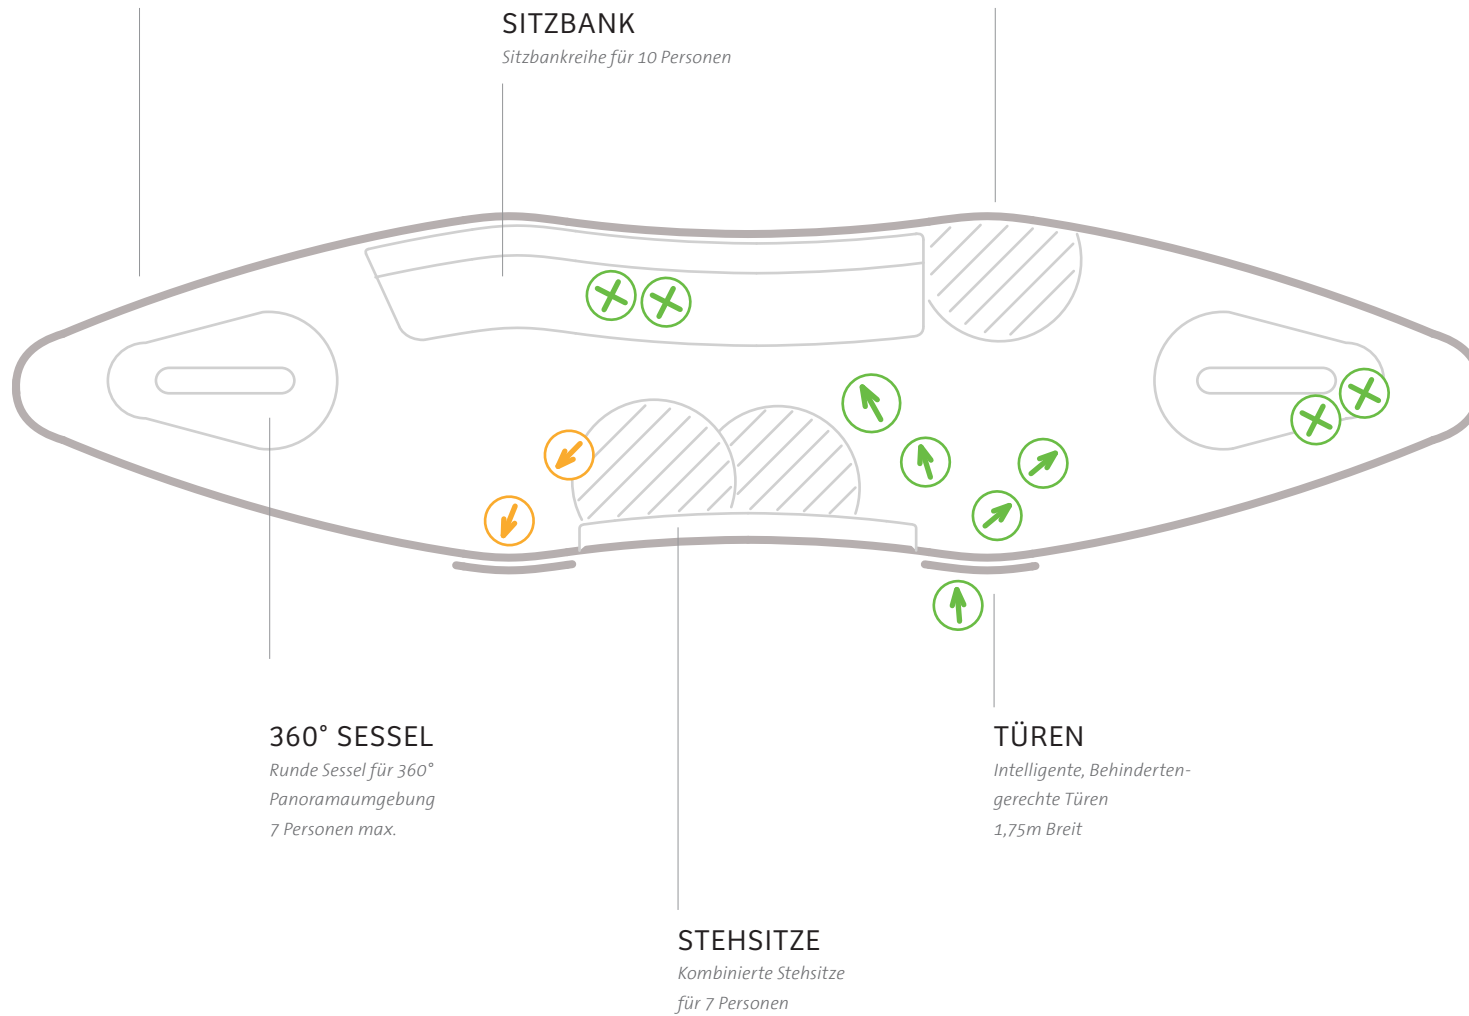 SITZBANK
Sitzbankreihe für 10 Personen
360° SESSEL
Runde Sessel für 360°
Panoramaumgebung
7 Personen max.
TÜREN
Intelligente, Behinderten-
gerechte Türen
1,75m Breit
STEHSITZE
Kombinierte Stehsitze
für 7 Personen